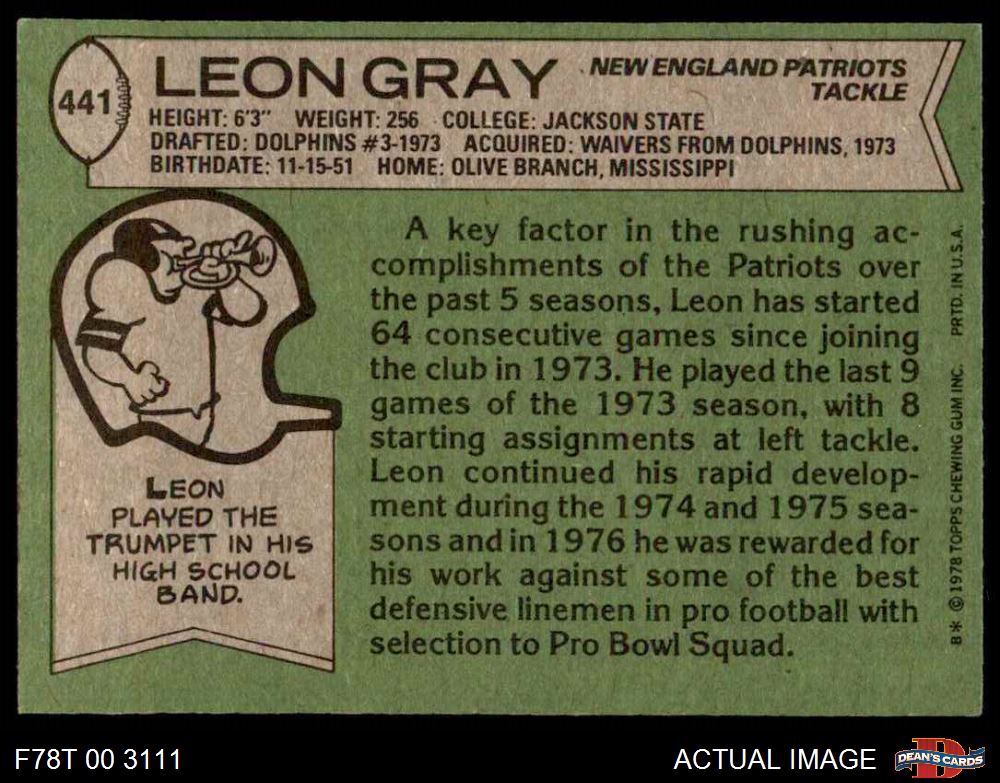 441
LEON GRAY
NEW ENGLAND PATRIOTS
TACKLE
HEIGHT: 6'3" WEIGHT: 256 COLLEGE: JACKSON STATE
DRAFTED: DOLPHINS #3-1973 ACQUIRED: WAIVERS FROM DOLPHINS, 1973
BIRTHDATE: 11-15-51 HOME: OLIVE BRANCH, MISSISSIPPI
A key factor in the rushing ac-
complishments of the Patriots over
the past 5 seasons, Leon has started
64 consecutive games since joining
the club in 1973. He played the last 9
games of the 1973 season, with 8
starting assignments at left tackle.
Leon continued his rapid develop-
ment during the 1974 and 1975 sea-
sons and in 1976 he was rewarded for
his work against some of the best
defensive linemen in pro football with
selection to Pro Bowl Squad.
LEON
PLAYED THE
TRUMPET IN HIS
HIGH SCHOOL
BAND.
B* © 1978 TOPPS CHEWING GUM INC. PRTD. IN U.S.A.
F78T 00 3111
ACTUAL IMAGE
D
DEAN'S CARDS